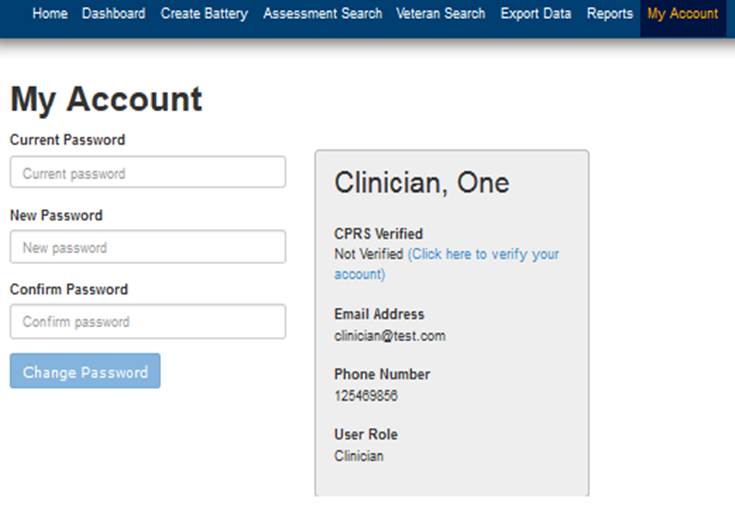 Home Dashboard Create Battery Assessment Search Veteran Search Export Data Reports My Account
My Account
Current Password
Current password
New Password
New password
Confirm Password
Confirm password
Change Password
Clinician, One
CPRS Verified
Not Verified (Click here to verify your
account)
Email Address
clinician@test.com
Phone Number
125469856
User Role
Clinician